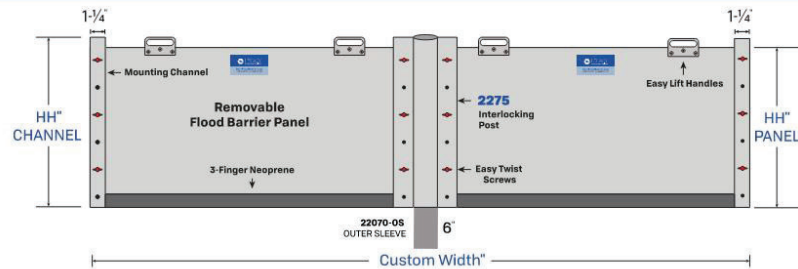 1-¼"
1-¼"
Mounting Channel
Easy Lift Handles
HH"
CHANNEL
Removable
Flood Barrier Panel
2275
Interlocking
Post
HH"
PANEL
3-Finger Neoprene
Easy Twist
Screws
22070-OS
OUTER SLEEVE
6"
Custom Width"